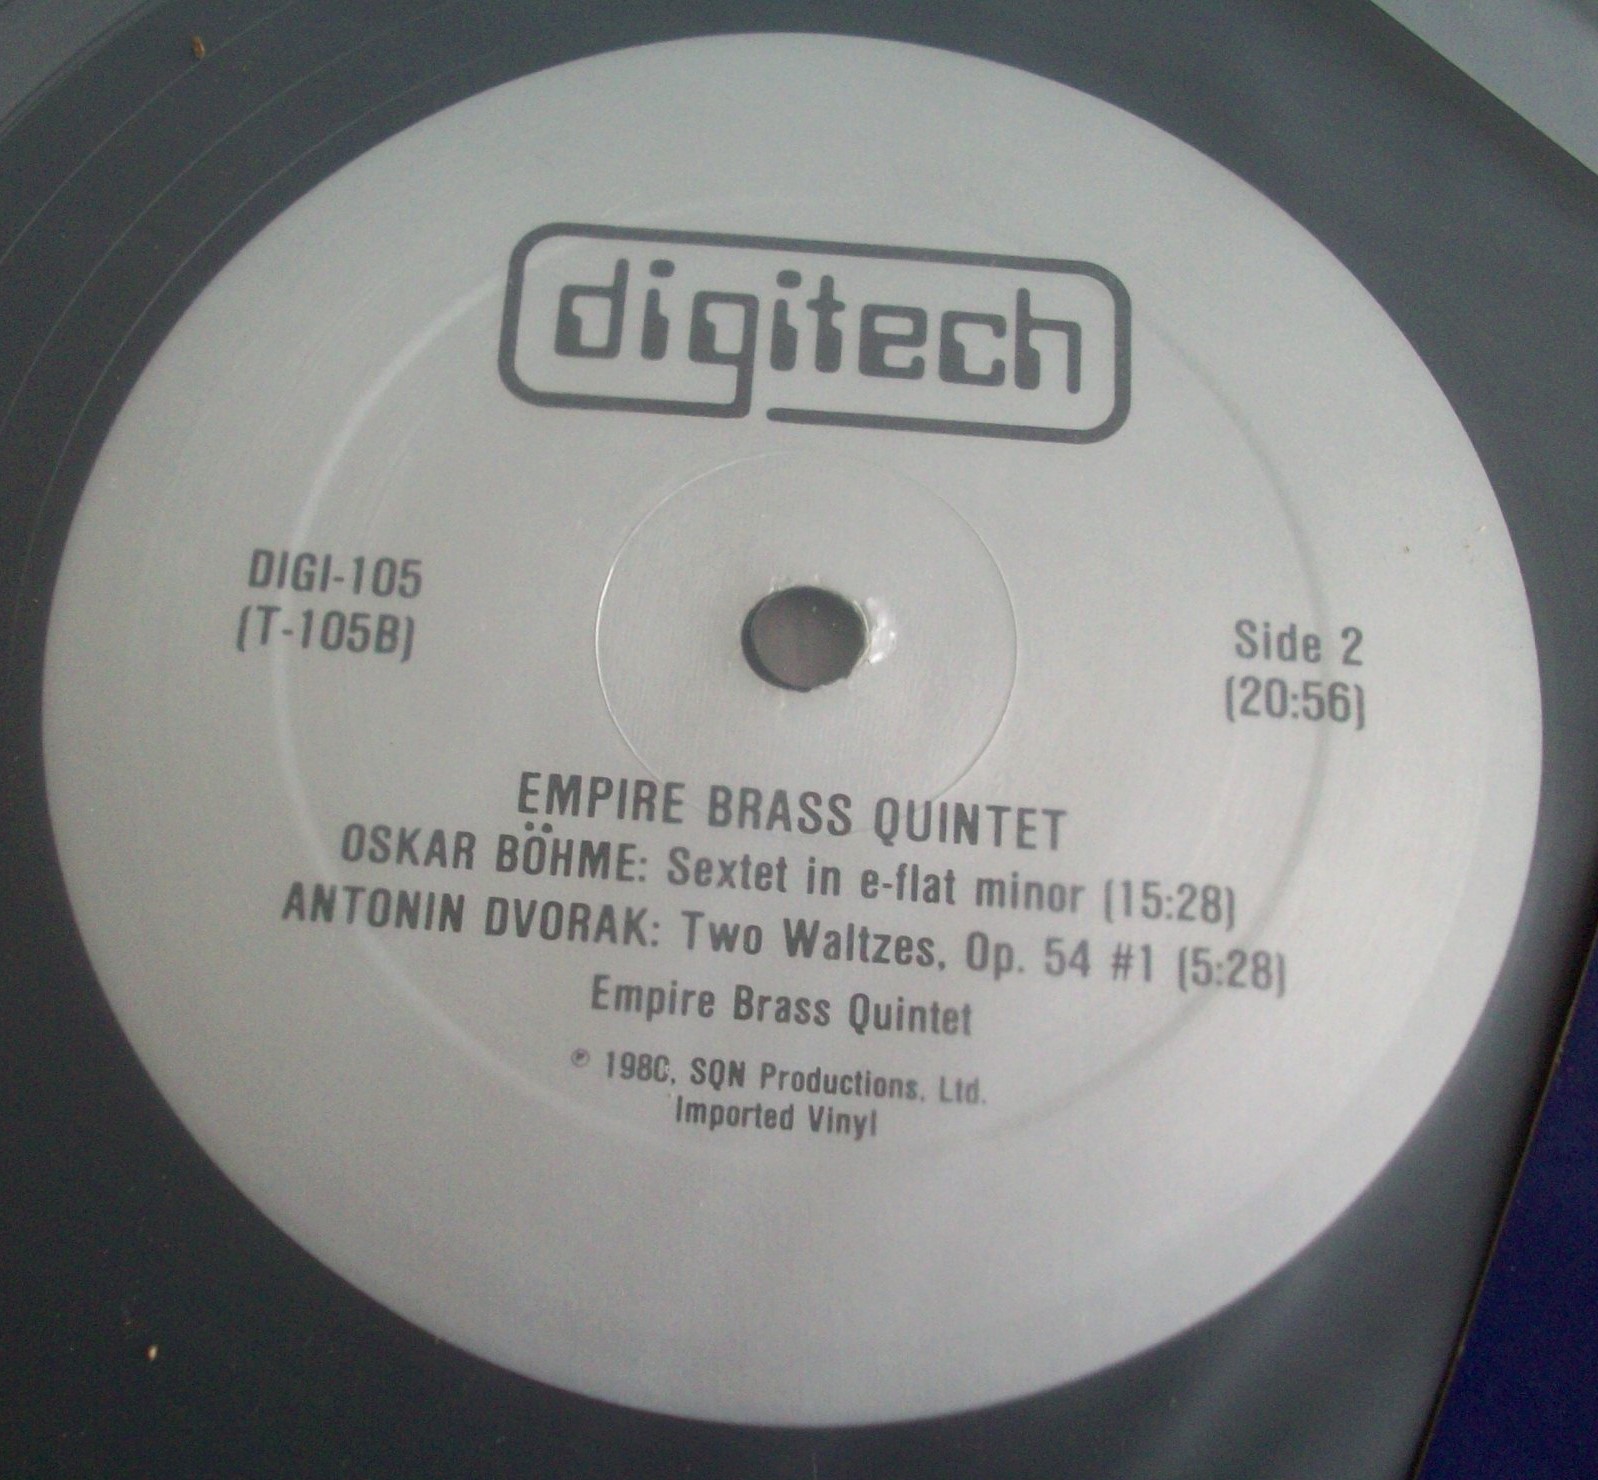 digitech
DIGI-105
(T-105B)
Side 2
(20:56)
EMPIRE BRASS QUINTET
OSKAR BÖHME: Sextet in e-flat minor (15:28)
ANTONIN DVORAK: Two Waltzes, Op. 54 #1 (5:28)
Empire Brass Quintet
℗ 1980, SQN Productions, Ltd.
Imported Vinyl